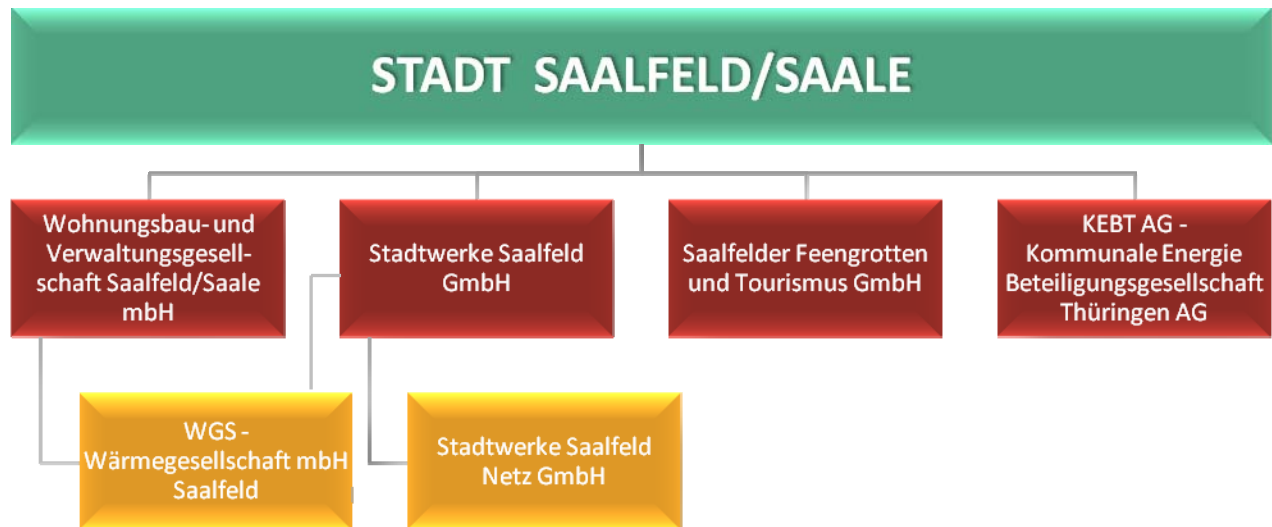 STADT SAALFELD/SAALE
Wohnungsbau- und
Verwaltungsgesell-
schaft Saalfeld/Saale
mbH
Stadtwerke Saalfeld
GmbH
Saalfelder Feengrotten
und Tourismus GmbH
KEBT AG -
Kommunale Energie
Beteiligungsgesellschaft
Thüringen AG
WGS -
Wärmegesellschaft mbH
Saalfeld
Stadtwerke Saalfeld
Netz GmbH